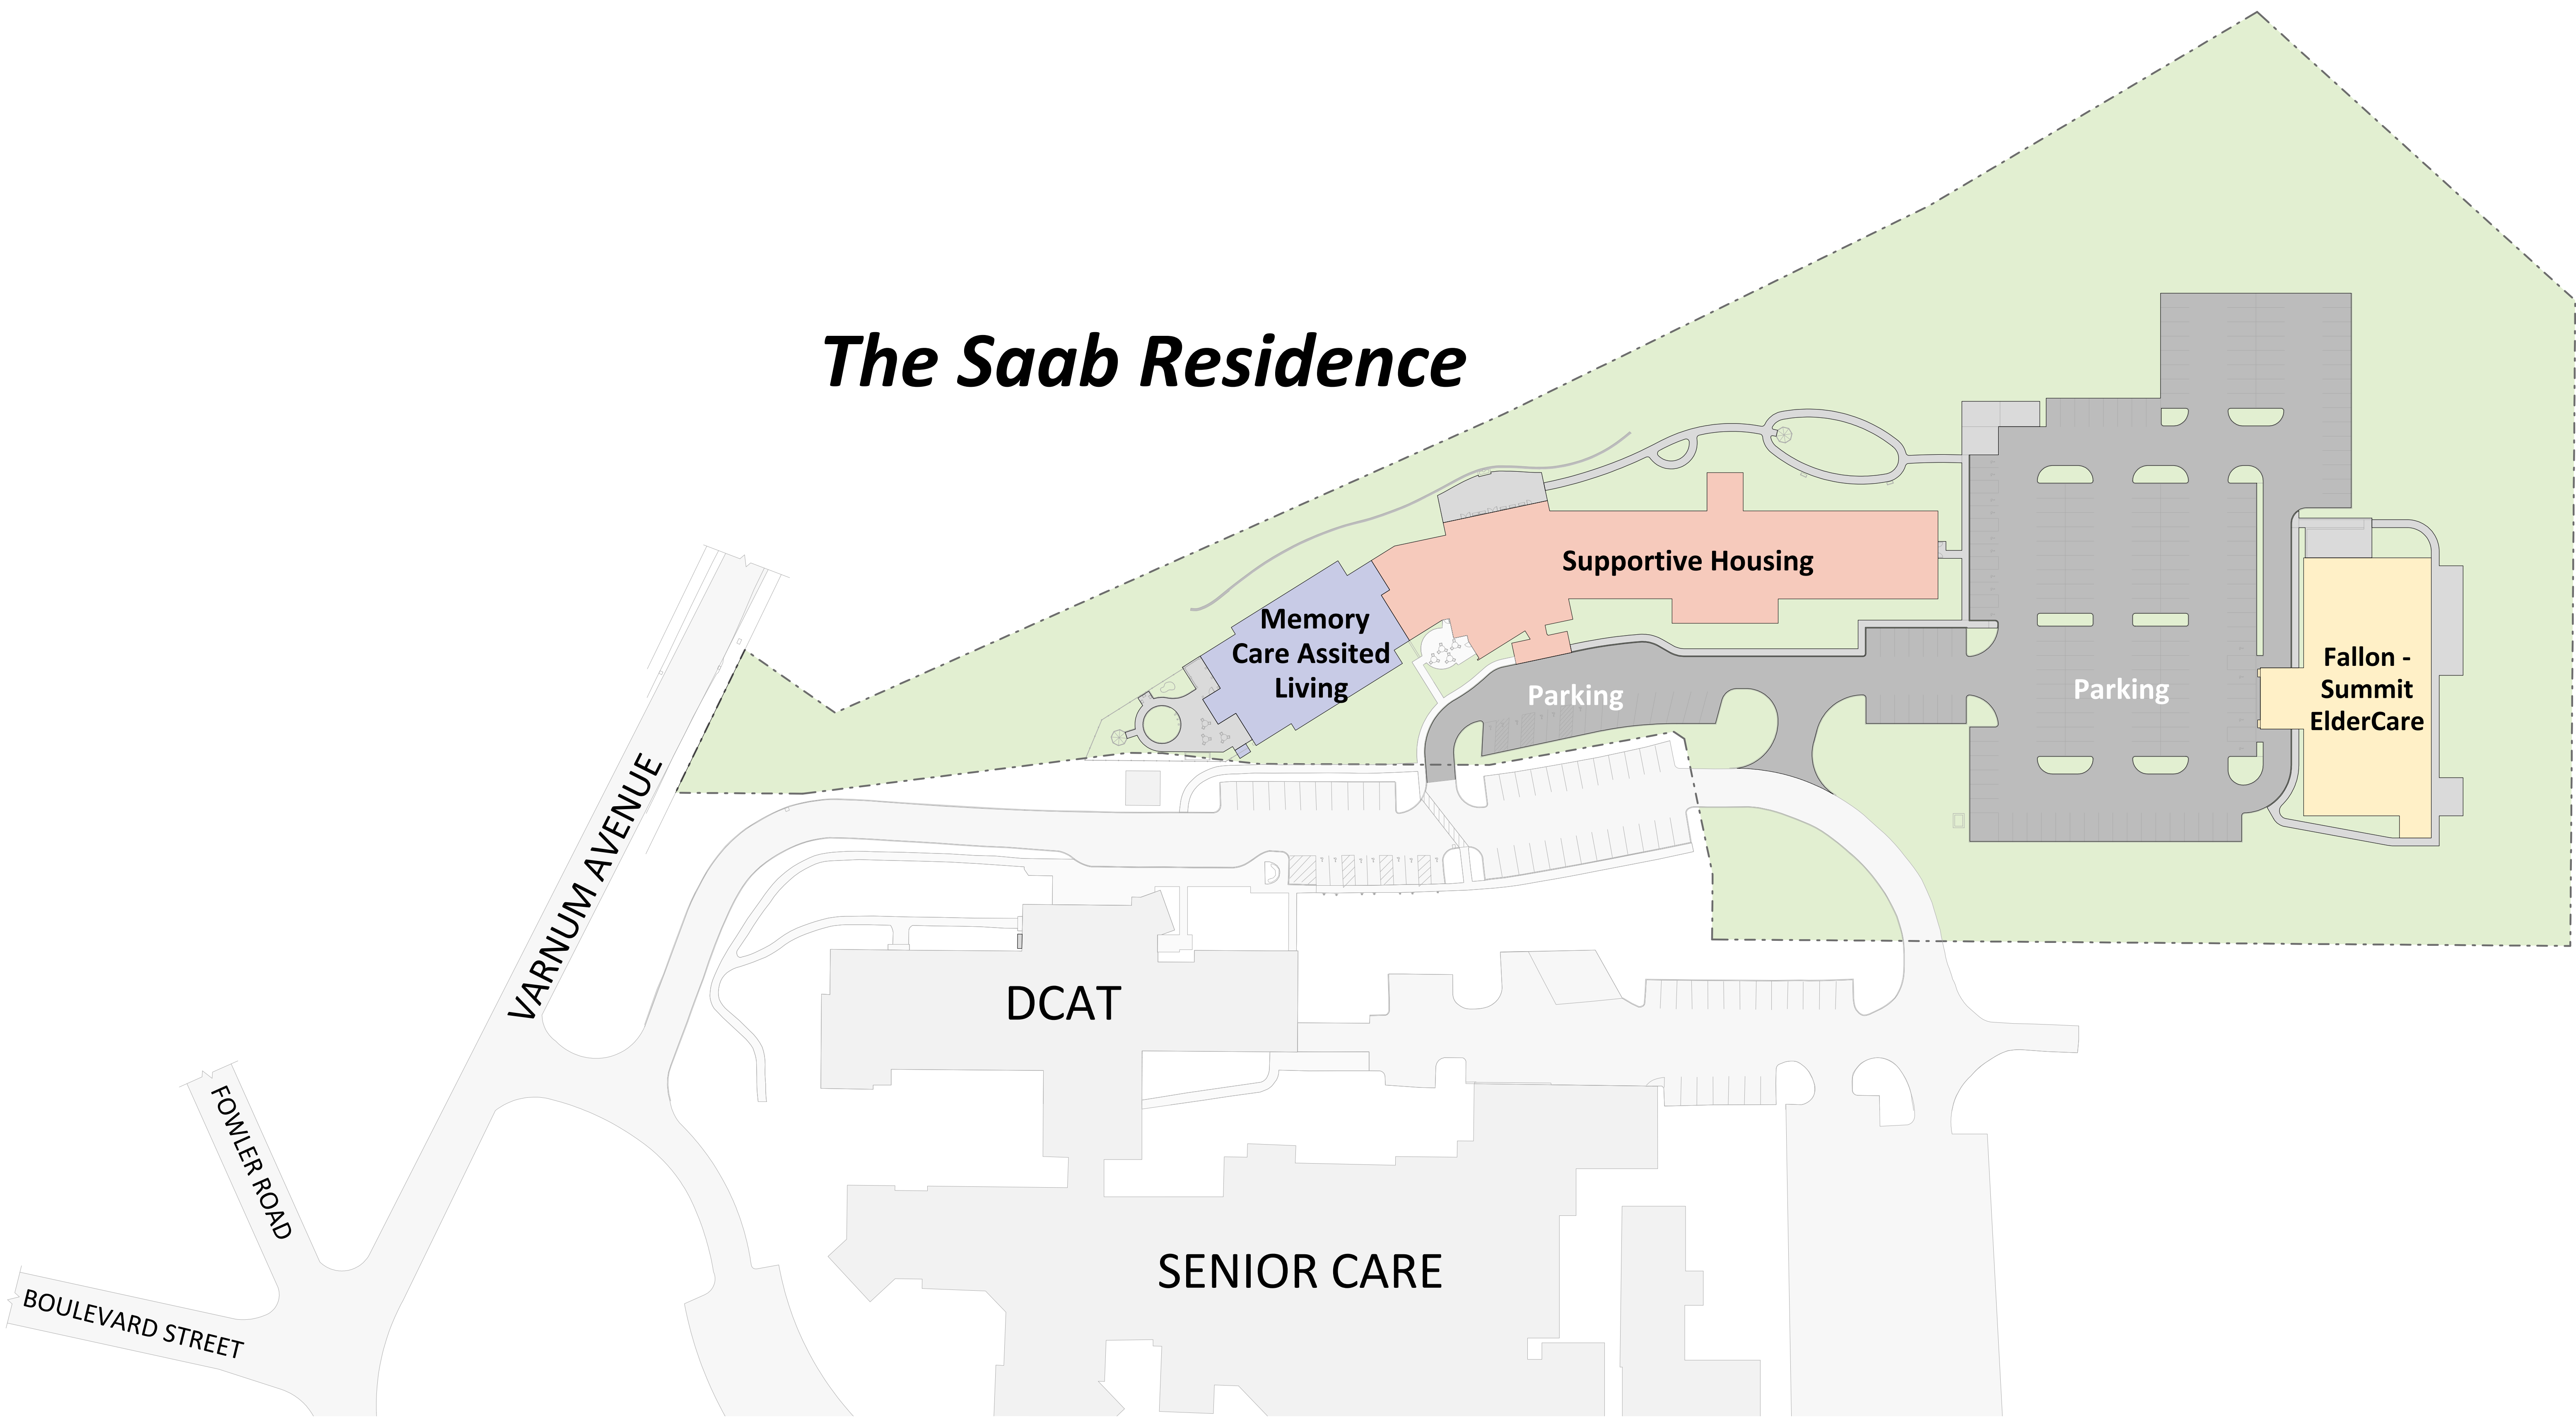 The Saab Residence
Supportive Housing
Memory
Care Assited
Living
Parking
Parking
Fallon -
Summit
ElderCare
VARNUM AVENUE
DCAT
FOWLER ROAD
SENIOR CARE
BOULEVARD STREET